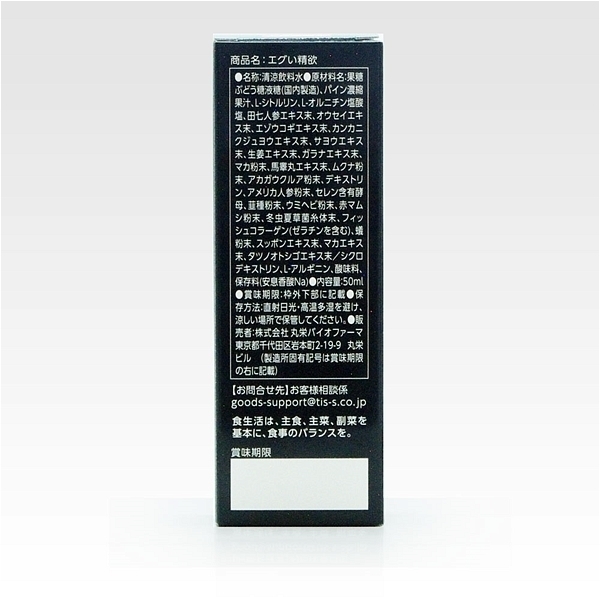 商品名：エグい精欲
●名称:清涼飲料水●原材料名:果糖
ぶどう糖液糖(国内製造)、パイン濃縮
果汁、L-シトルリン、L-オルニチン塩酸
塩、田七人参エキス末、オウセイエキ
ス末、エゾウコギエキス末、カンカニ
クジュヨウエキス末、サヨウエキス
末、生姜エキス末、ガラナエキス末、
マカ粉末、馬睾丸エキス末、ムクナ粉
末、アカガウクルア粉末、デキストリ
ン、アメリカ人参粉末、セレン含有酵
母、韮種粉末、ウミヘビ粉末、赤マム
シ粉末、冬虫夏草菌糸体末、フィッ
シュコラーゲン(ゼラチンを含む)、蟻
粉末、スッポンエキス末、マカエキス
末、タツノオトシゴエキス末／シクロ
デキストリン、L-アルギニン、酸味料、
保存料(安息香酸Na)●内容量:50ml
●賞味期限:枠外下部に記載●保
存方法:直射日光・高温多湿を避け、
涼しい場所で保管してください。●販
売者:株式会社 丸栄バイオファーマ
東京都千代田区岩本町2-19-9 丸栄
ビル （製造所固有記号は賞味期限
の右に記載）
【お問合せ先】お客様相談係
goods-support@tis-s.co.jp
食生活は、主食、主菜、副菜を
基本に、食事のバランスを。
賞味期限